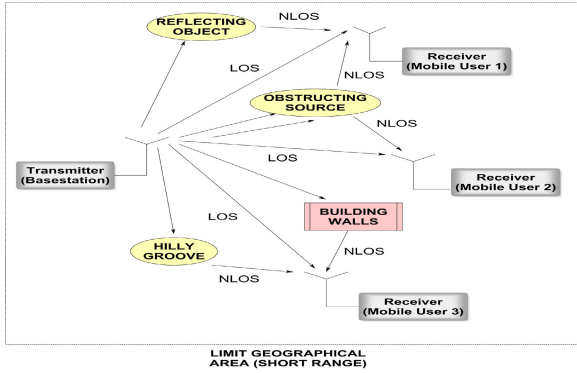 REFLECTING
OBJECT
NLOS
Receiver
(Mobile User 1)
LOS
NLOS
OBSTRUCTING
SOURCE
NLOS
Transmitter
(Basestation)
LOS
Receiver
(Mobile User 2)
LOS
BUILDING
WALLS
HILLY
GROOVE
NLOS
NLOS
Receiver
(Mobile User 3)
LIMIT GEOGRAPHICAL
AREA (SHORT RANGE)